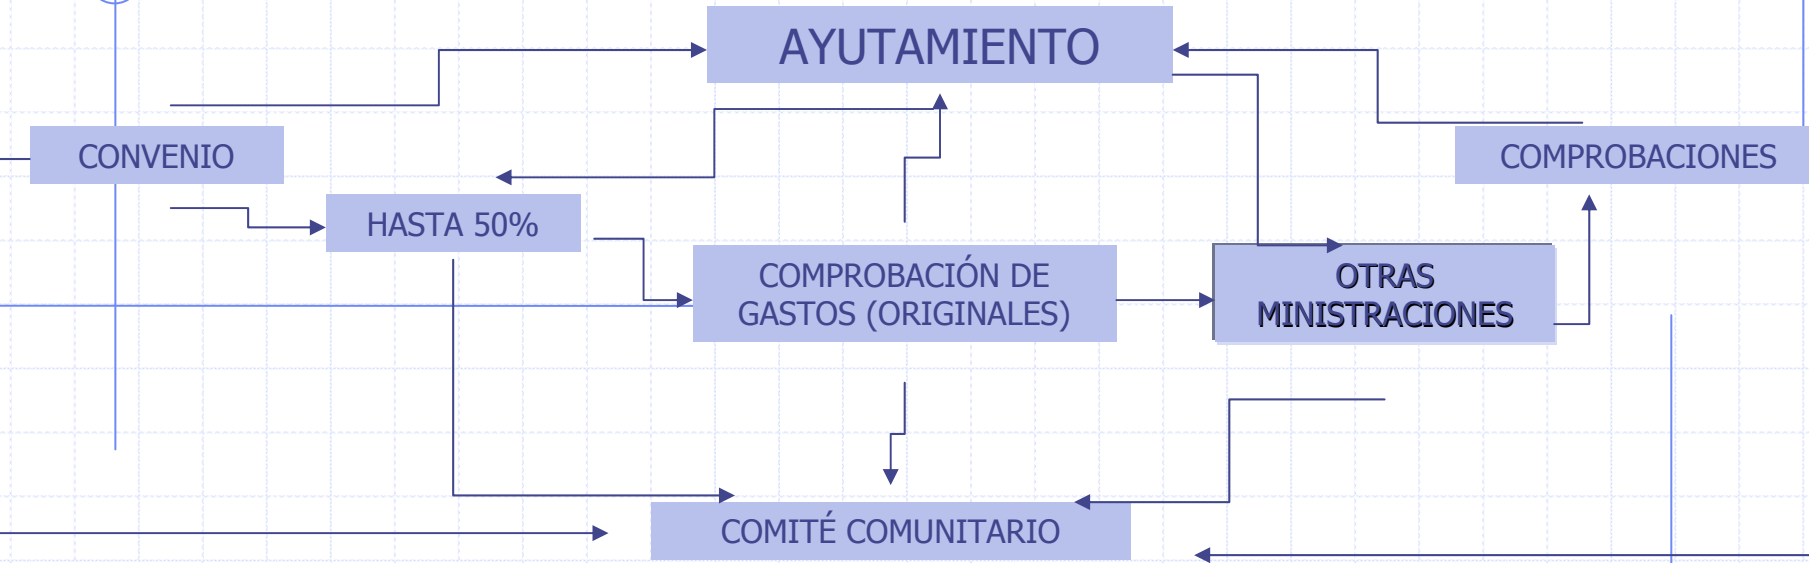 AYUTAMIENTO
CONVENIO
COMPROBACIONES
HASTA 50%
COMPROBACIÓN DE
GASTOS (ORIGINALES)
OTRAS
MINISTRACIONES
COMITÉ COMUNITARIO